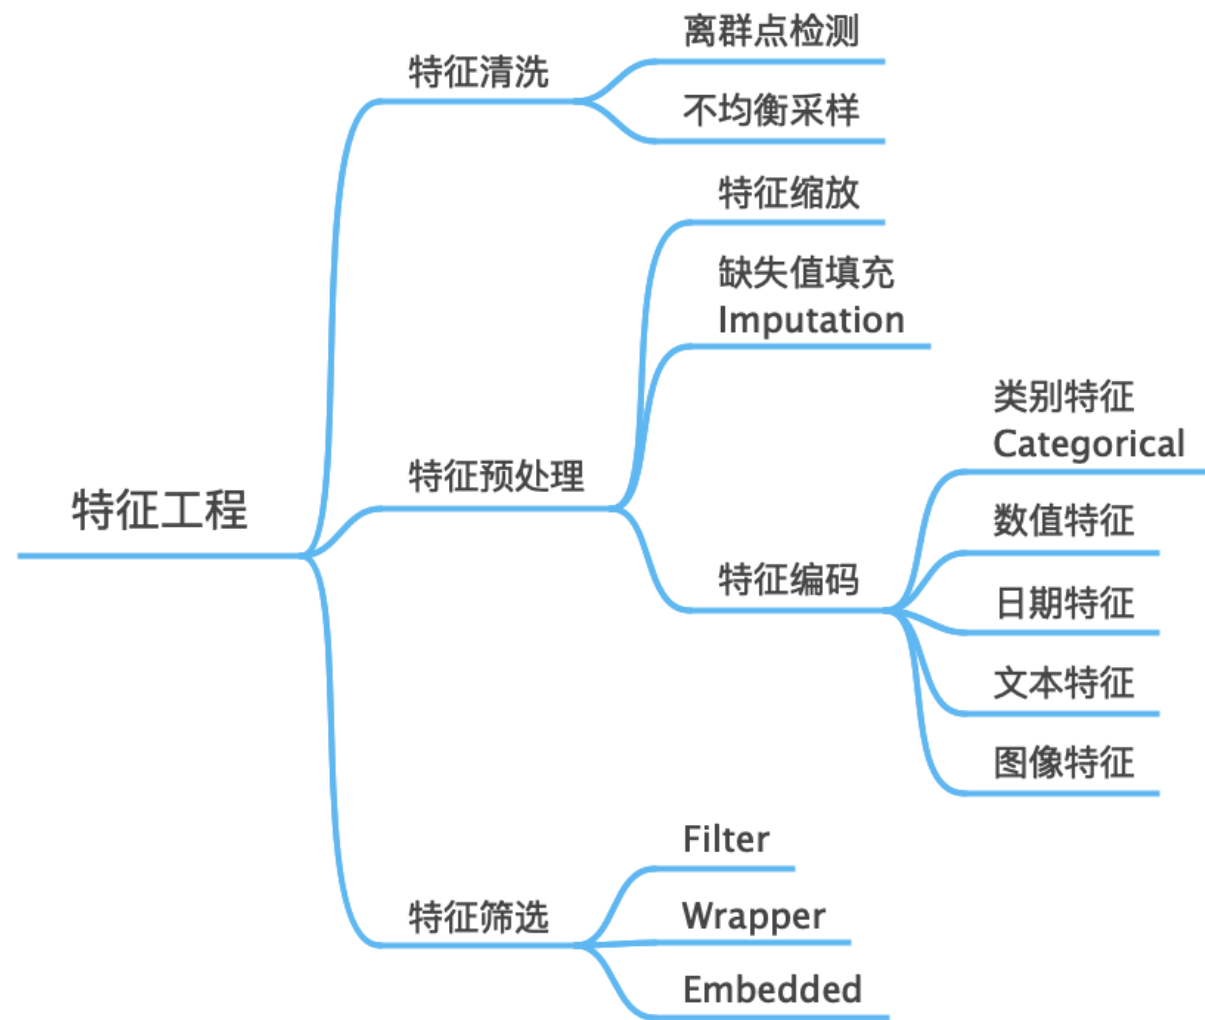 特征工程
特征清洗
离群点检测
不均衡采样
特征预处理
特征缩放
缺失值填充
Imputation
特征编码
类别特征
Categorical
数值特征
日期特征
文本特征
图像特征
特征筛选
Filter
Wrapper
Embedded